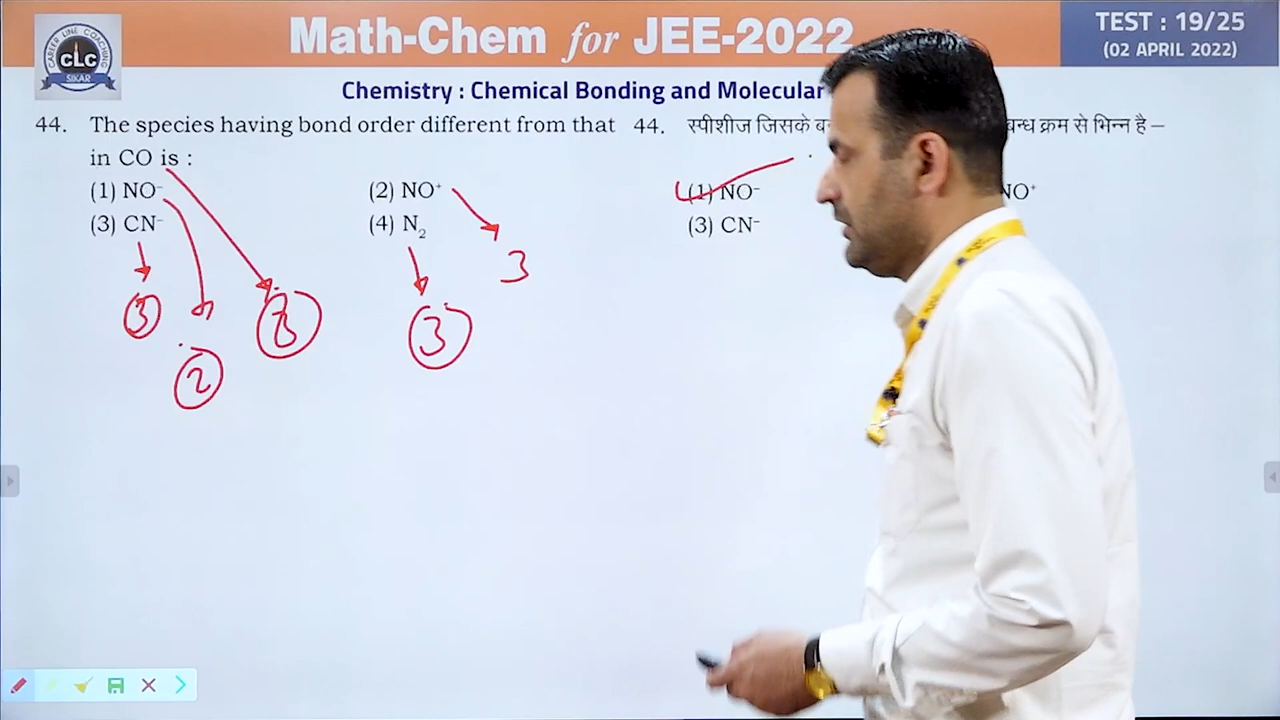 Math-Chem for JEE-2022
TEST : 19/25
(02 APRIL 2022)
CAREER LINE COACHING
CLC
SIKAR
Chemistry : Chemical Bonding and Molecular
44. The species having bond order different from that
in CO is :
(1) NO⁻ (2) NO⁺
(3) CN⁻ (4) N₂
3
3
3
3
2
44. स्पीशीज जिसके
बन्ध क्रम से भिन्न है –
(1) NO⁻ NO⁺
(3) CN⁻